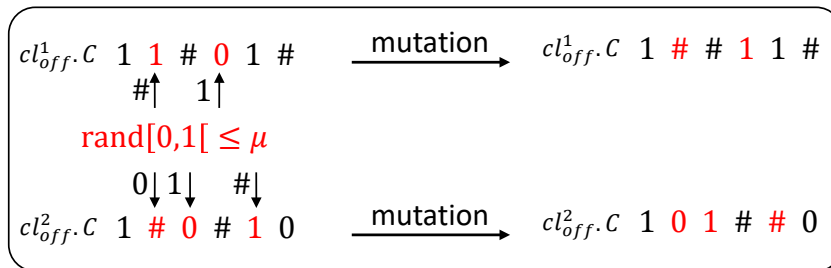 cl¹off.C 1 1 # 0 1 # mutation cl¹off.C 1 # # 1 1 #
# 1
rand[0,1[ ≤ μ
0 1 #
cl²off.C 1 # 0 # 1 0 mutation cl²off.C 1 0 1 # # 0